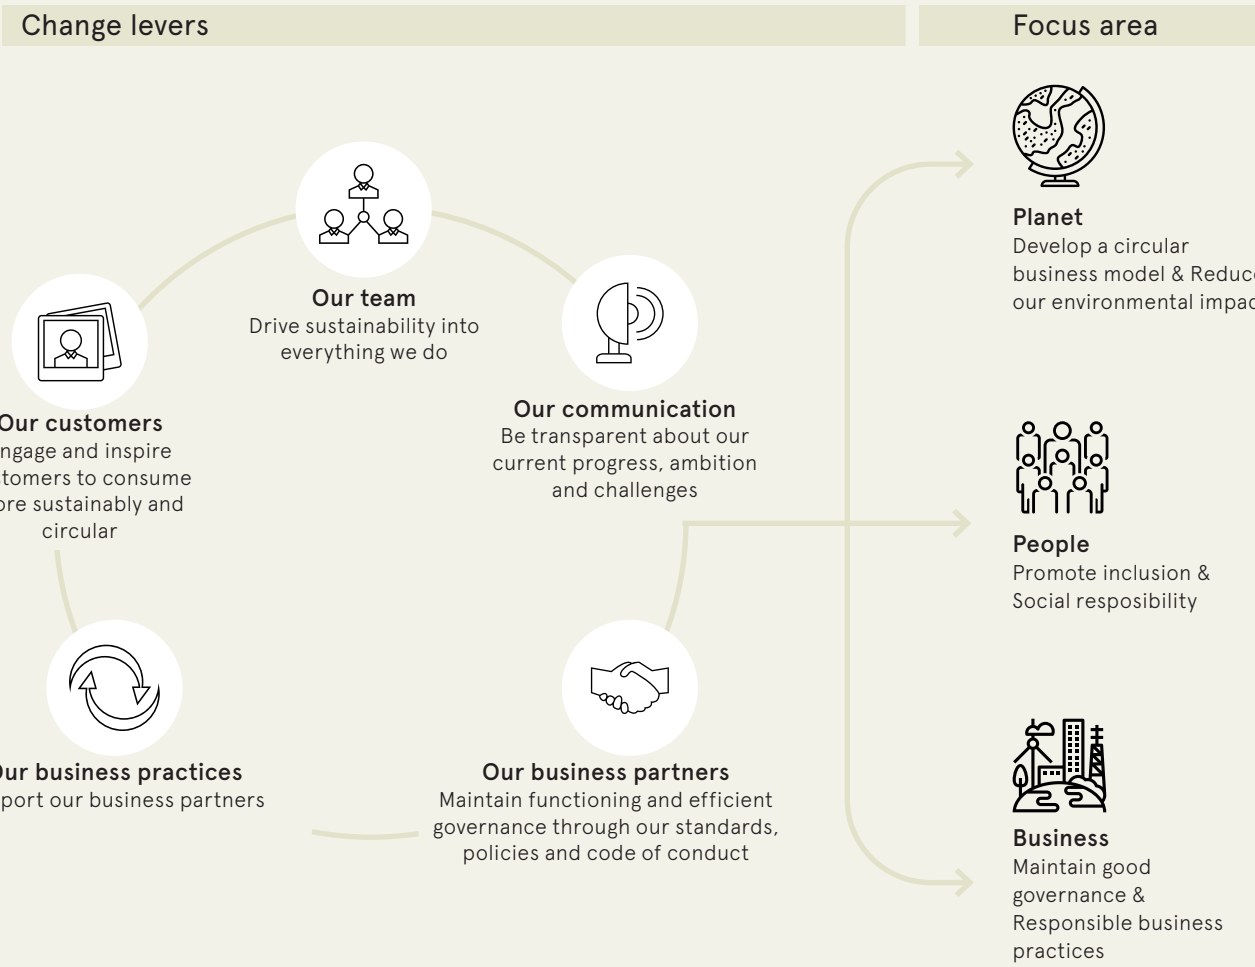 Change levers
Our team
Drive sustainability into
everything we do
Our customers
ngage and inspire
tomers to consume
ore sustainably and
circular
Our communication
Be transparent about our
current progress, ambition
and challenges
ur business practices
port our business partners
Our business partners
Maintain functioning and efficient
governance through our standards,
policies and code of conduct
Focus area
Planet
Develop a circular
business model & Reduc
our environmental impac
People
Promote inclusion &
Social resposibility
Business
Maintain good
governance &
Responsible business
practices